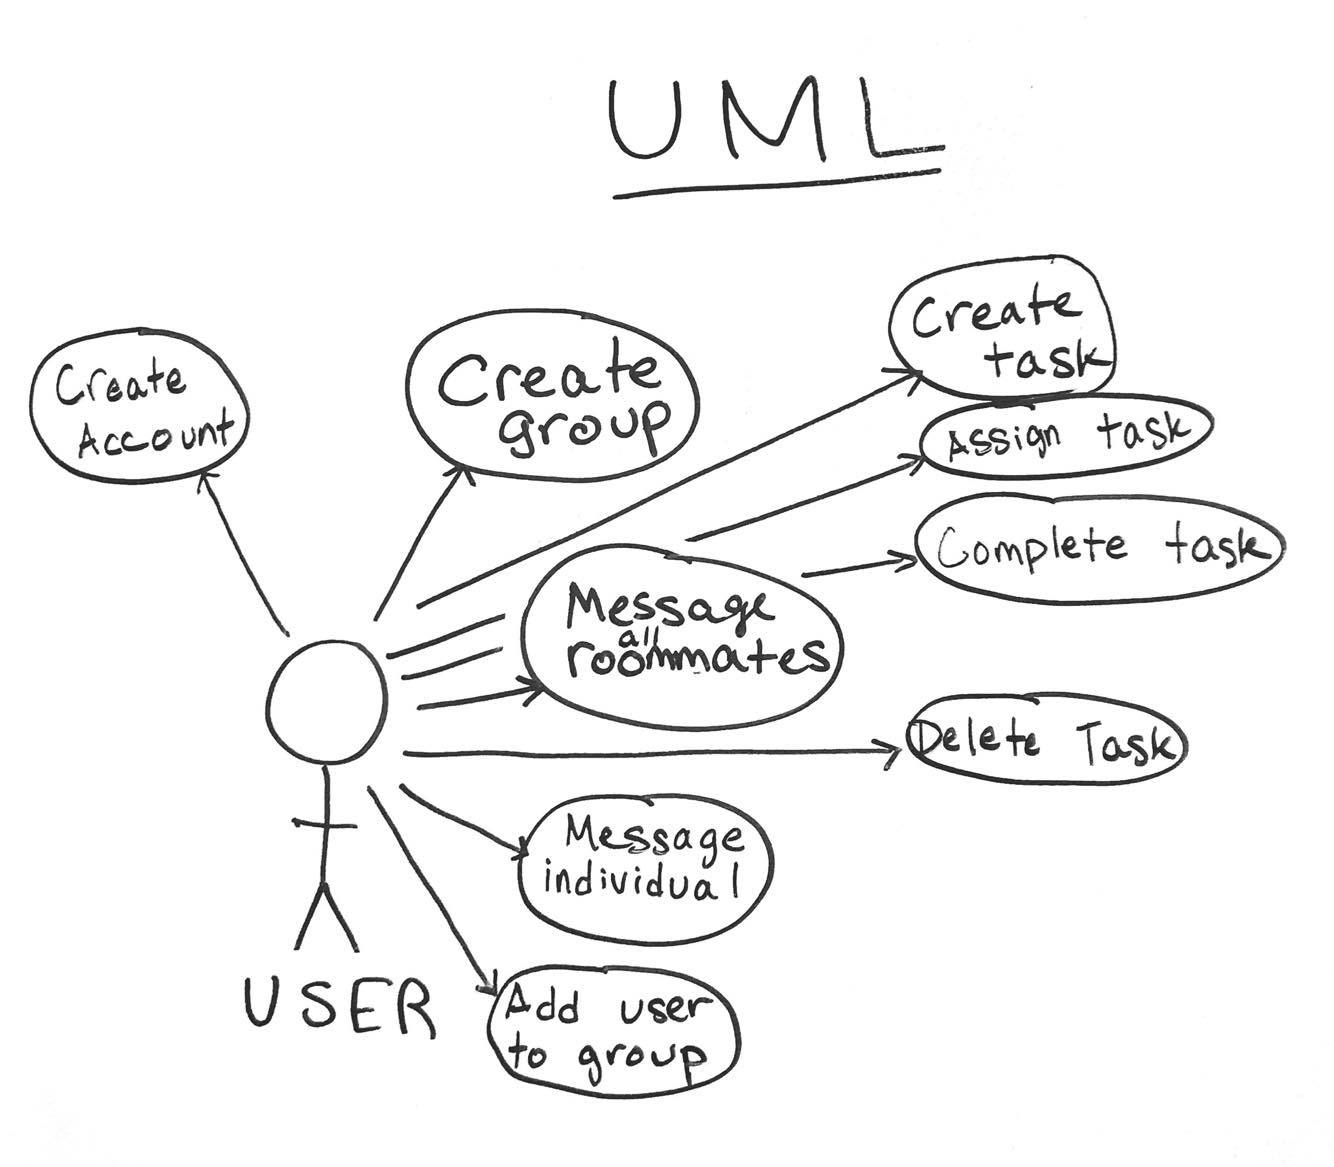 UML
Create
Account
Create
group
Create
task
Assign task
Complete task
Message
all
roommates
Delete Task
Message
individual
Add user
to group
USER